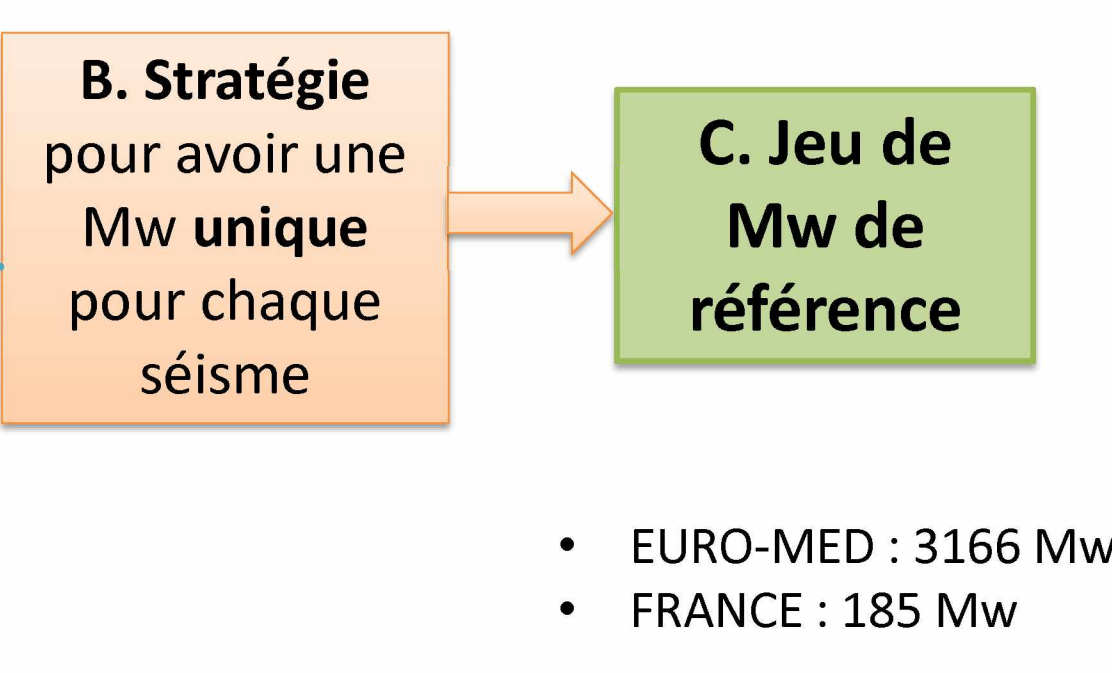 B. Stratégie
pour avoir une
Mw unique
pour chaque
séisme
C. Jeu de
Mw de
référence
• EURO-MED : 3166 Mw
• FRANCE : 185 Mw